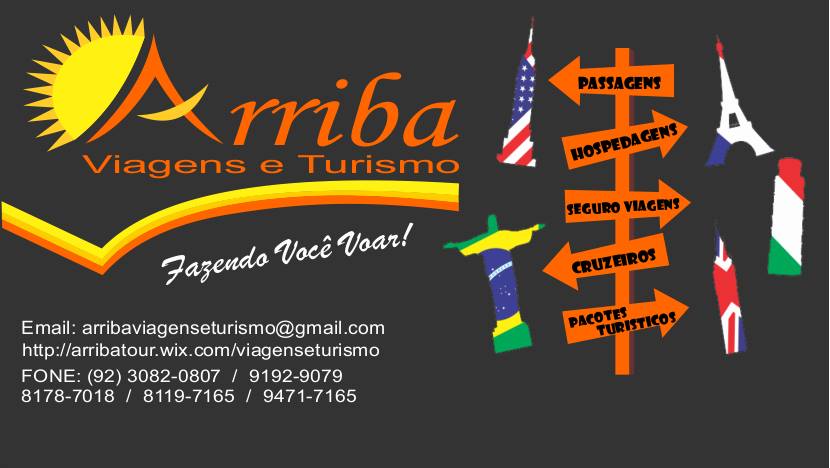 Arriba
Viagens e Turismo
Fazendo Você Voar!
Email: arribaviagenseturismo@gmail.com
http://arribatour.wix.com/viagenseturismo
FONE: (92) 3082-0807 / 9192-9079
8178-7018 / 8119-7165 / 9471-7165
PASSAGENS
HOSPEDAGENS
SEGURO VIAGENS
CRUZEIROS
PACOTES
TURISTICOS